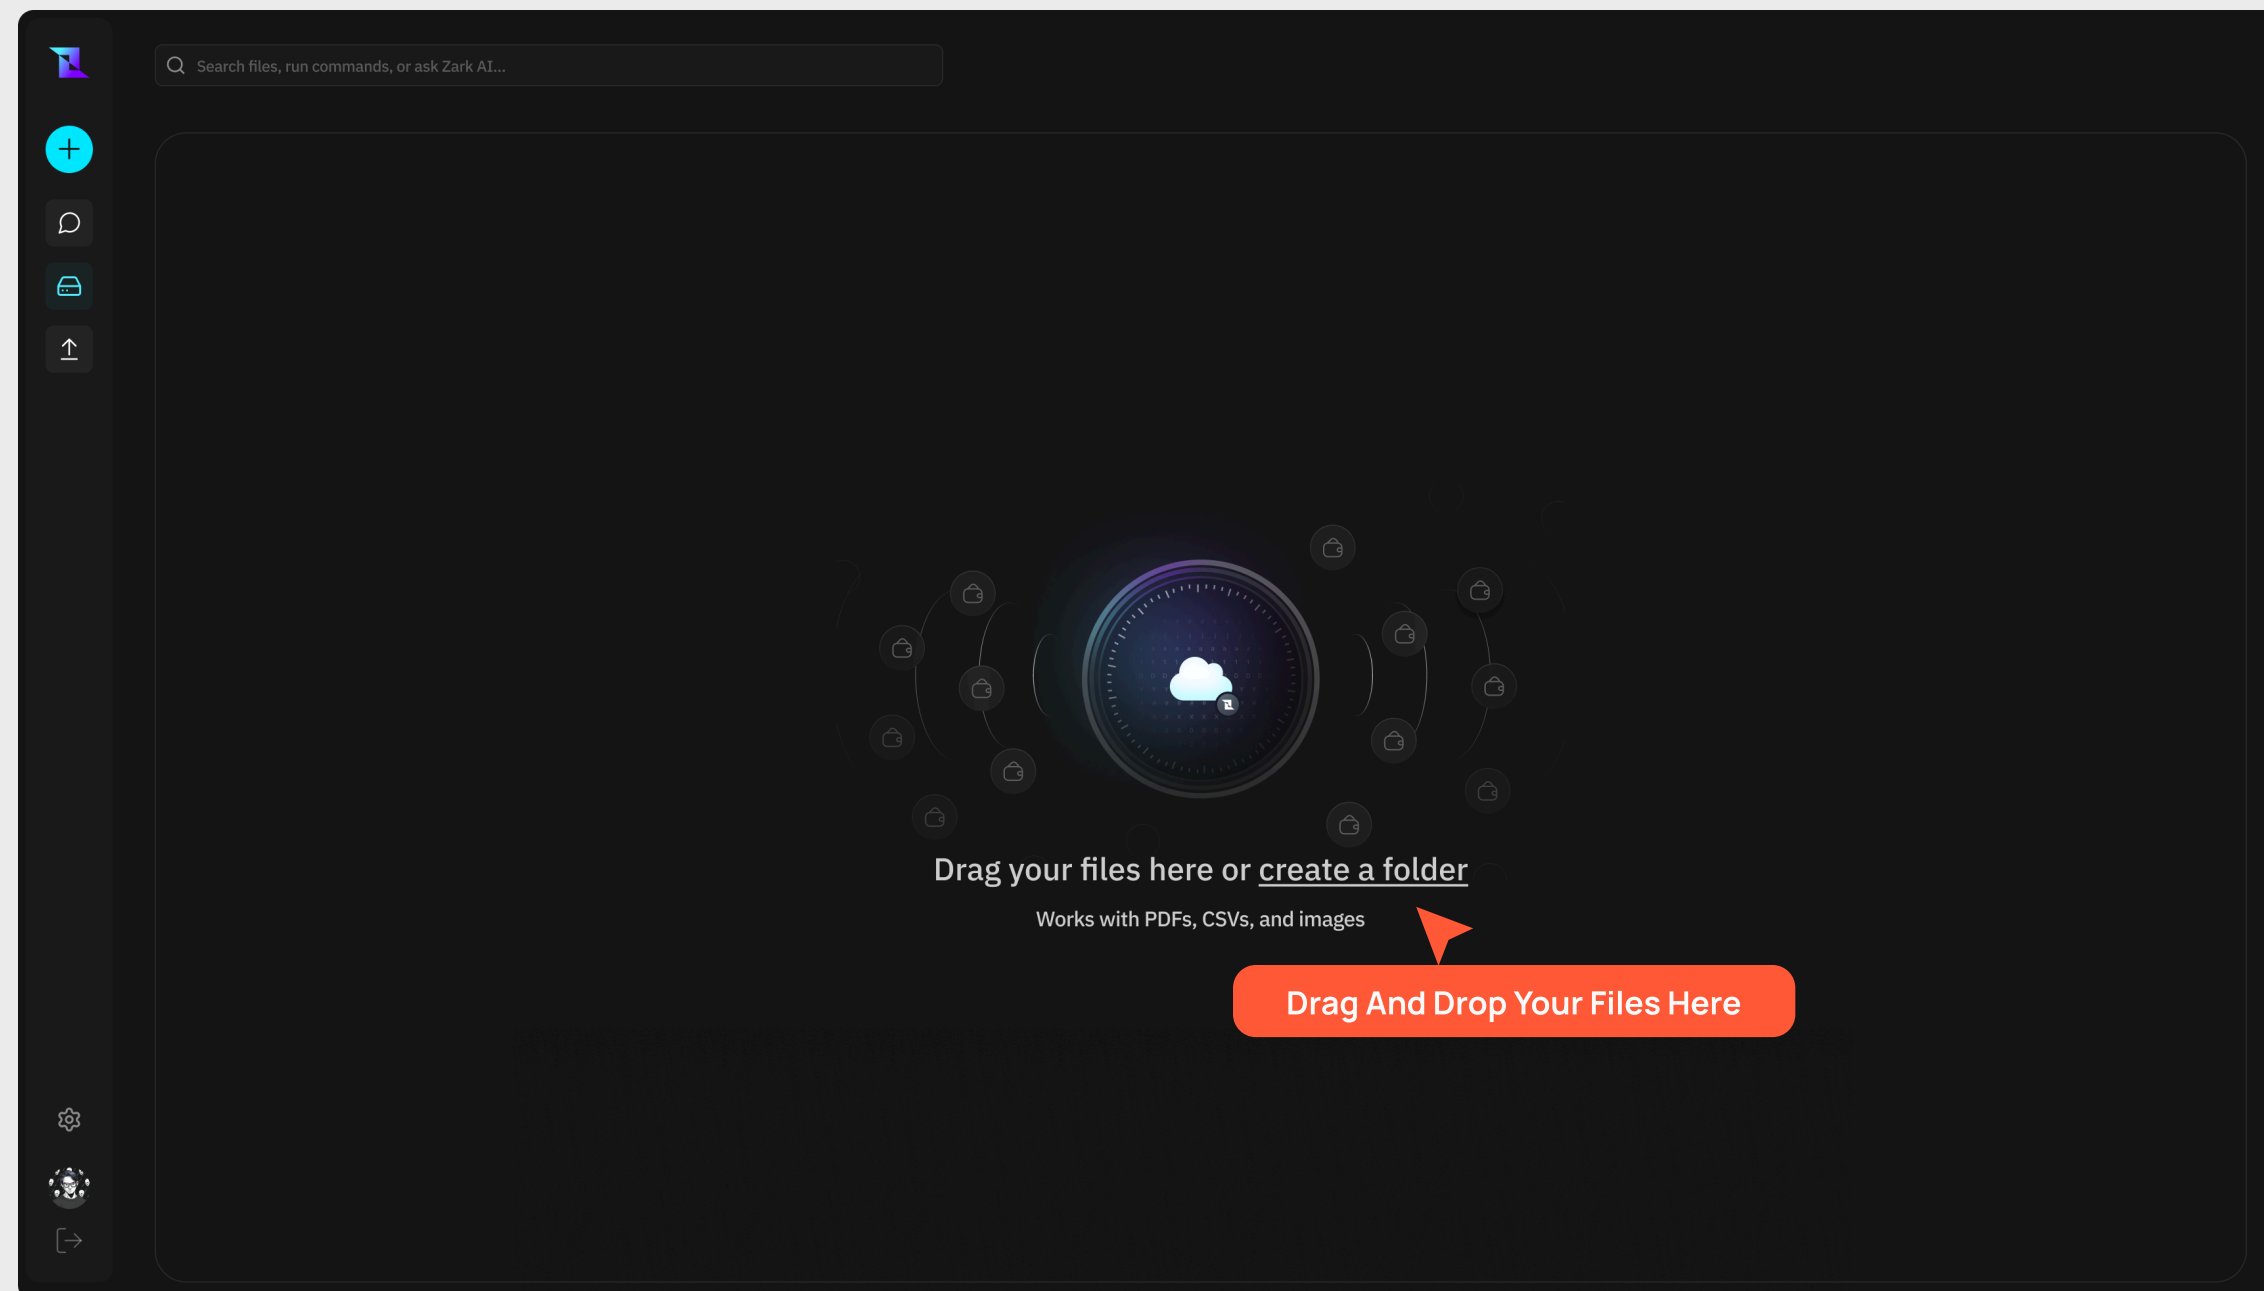 Search files, run commands, or ask Zark AI...
Drag your files here or create a folder
Works with PDFs, CSVs, and images
Drag And Drop Your Files Here